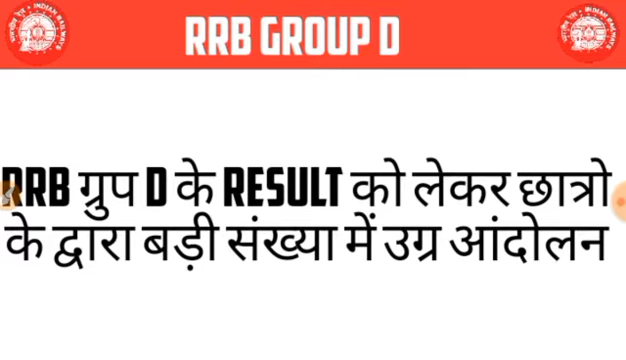 RRB GROUP D
RRB ग्रुप D के RESULT को लेकर छात्रो
के द्वारा बड़ी संख्या में उग्र आंदोलन